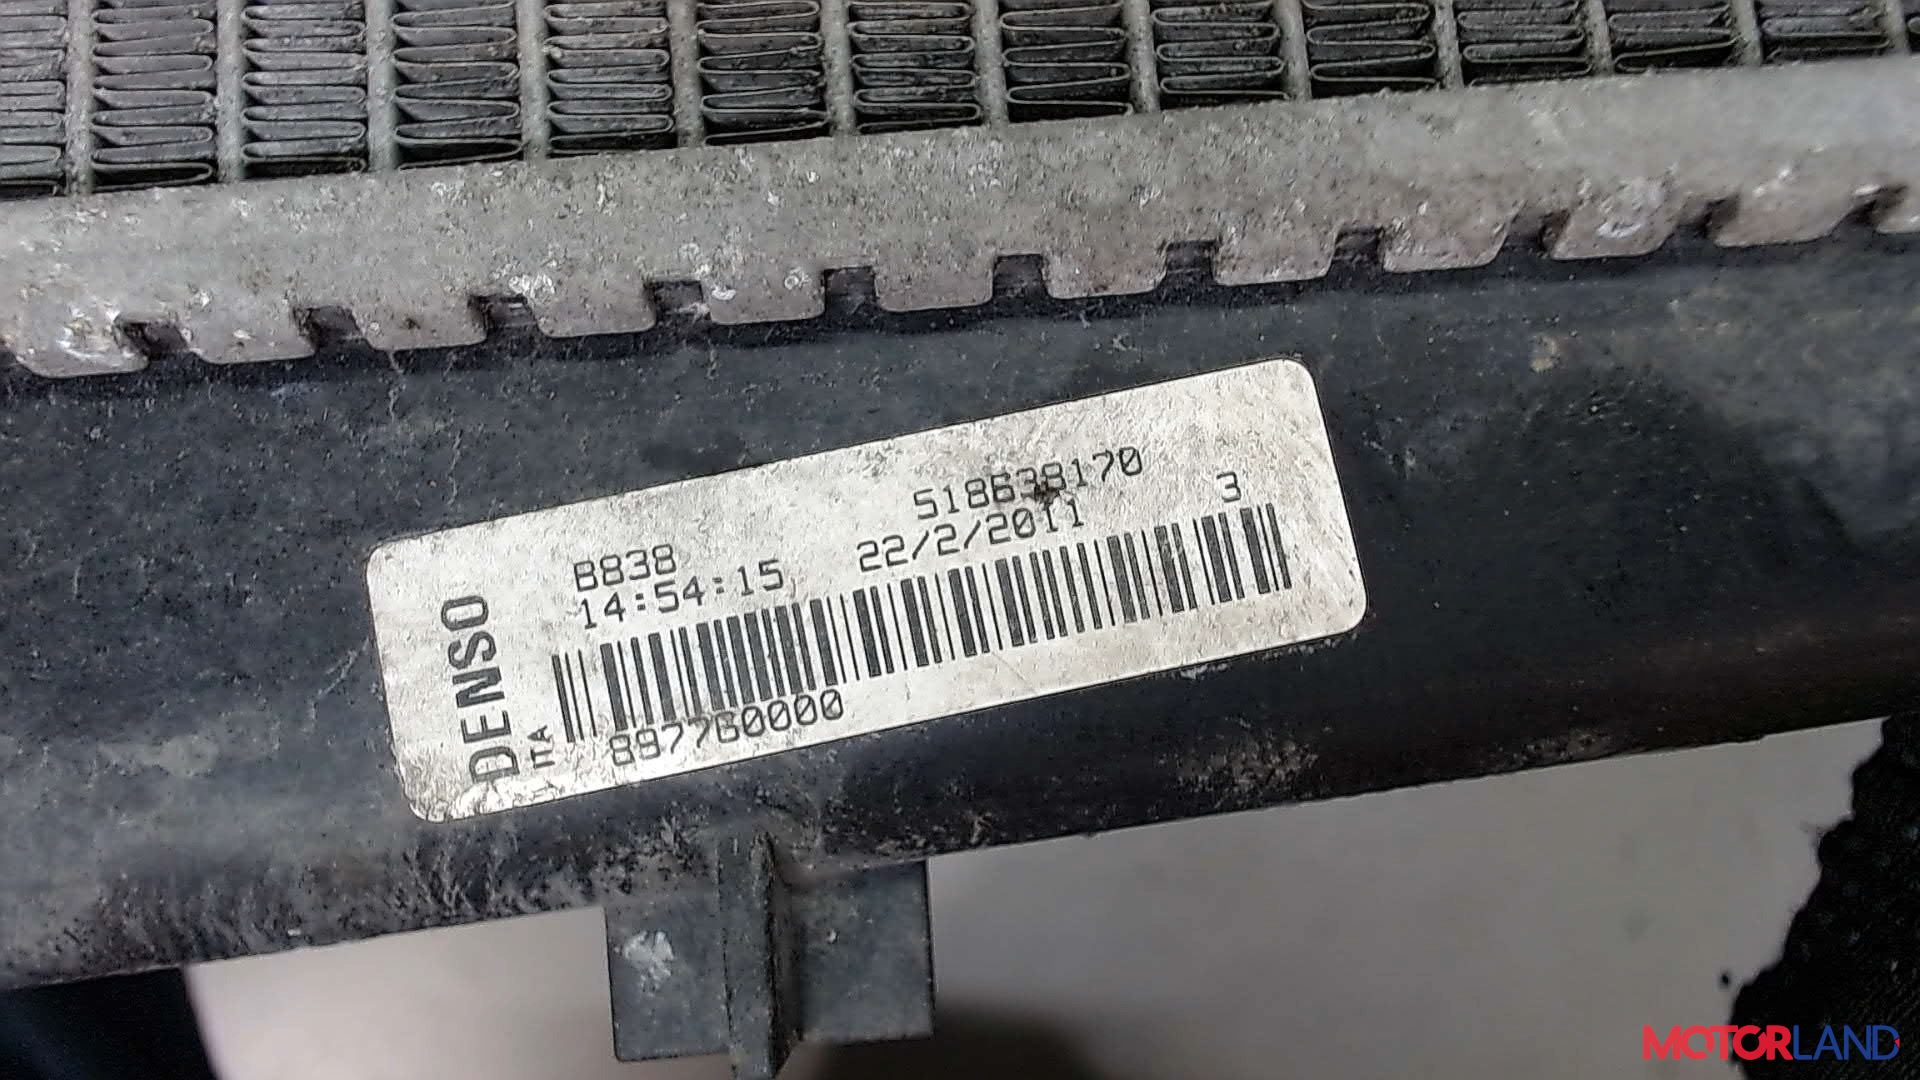 518638170
B838
3
14:54:15 22/2/2011
DENSO
ITA
897760000
MOTORLAND